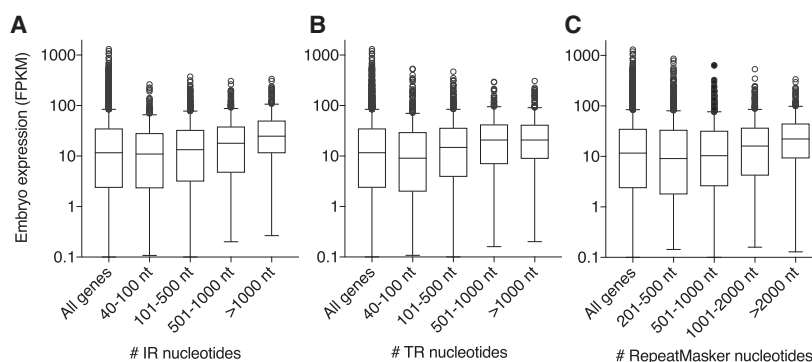 A
B
C
Embryo expression (FPKM)
1000
100
10
1
0.1
All genes
40-100 nt
101-500 nt
501-1000 nt
>1000 nt
# IR nucleotides
1000
100
10
1
0.1
All genes
40-100 nt
101-500 nt
501-1000 nt
>1000 nt
# TR nucleotides
1000
100
10
1
0.1
All genes
201-500 nt
501-1000 nt
1001-2000 nt
>2000 nt
# RepeatMasker nucleotides